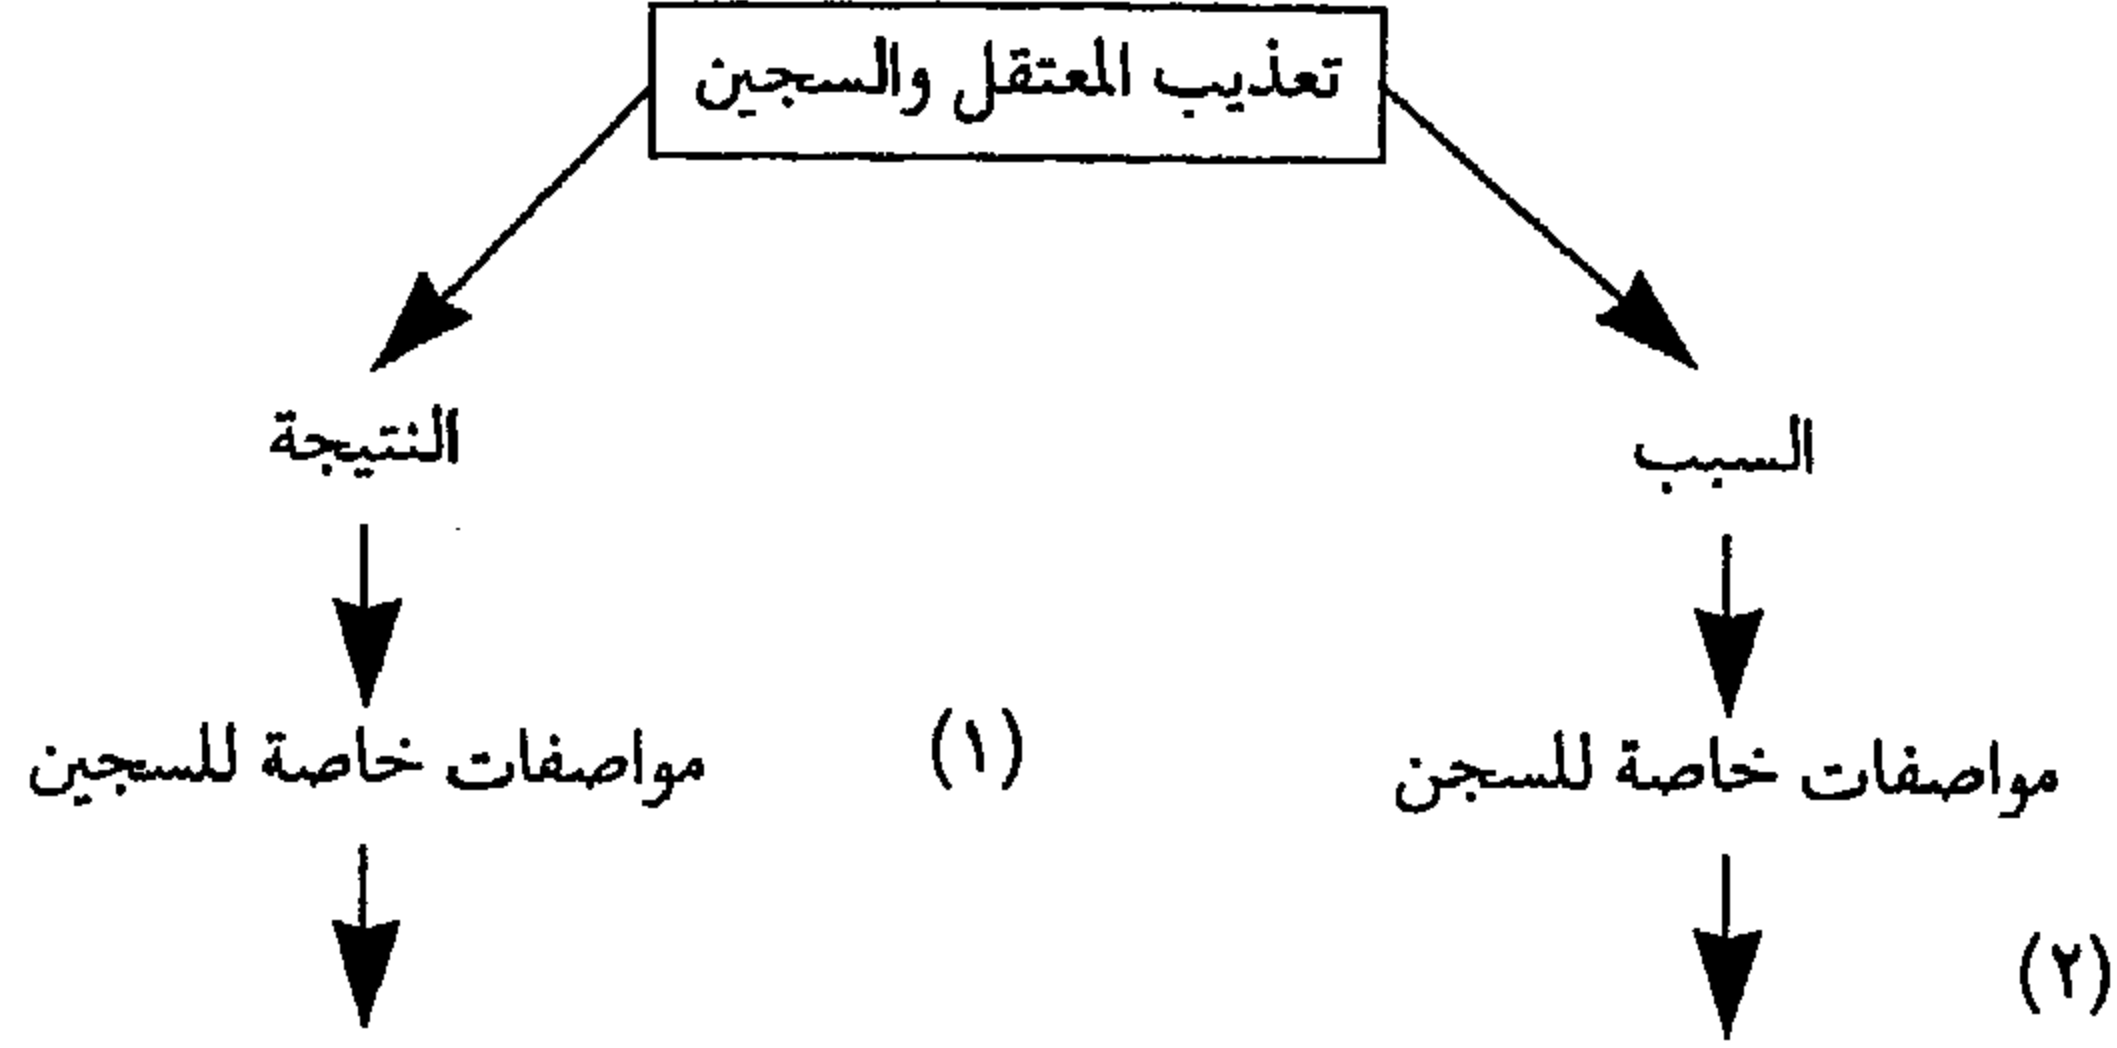 تعذيب المعتقل والسجين
السبب
النتيجة
مواصفات خاصة للسجن
(١)
مواصفات خاصة للسجين
(٢)